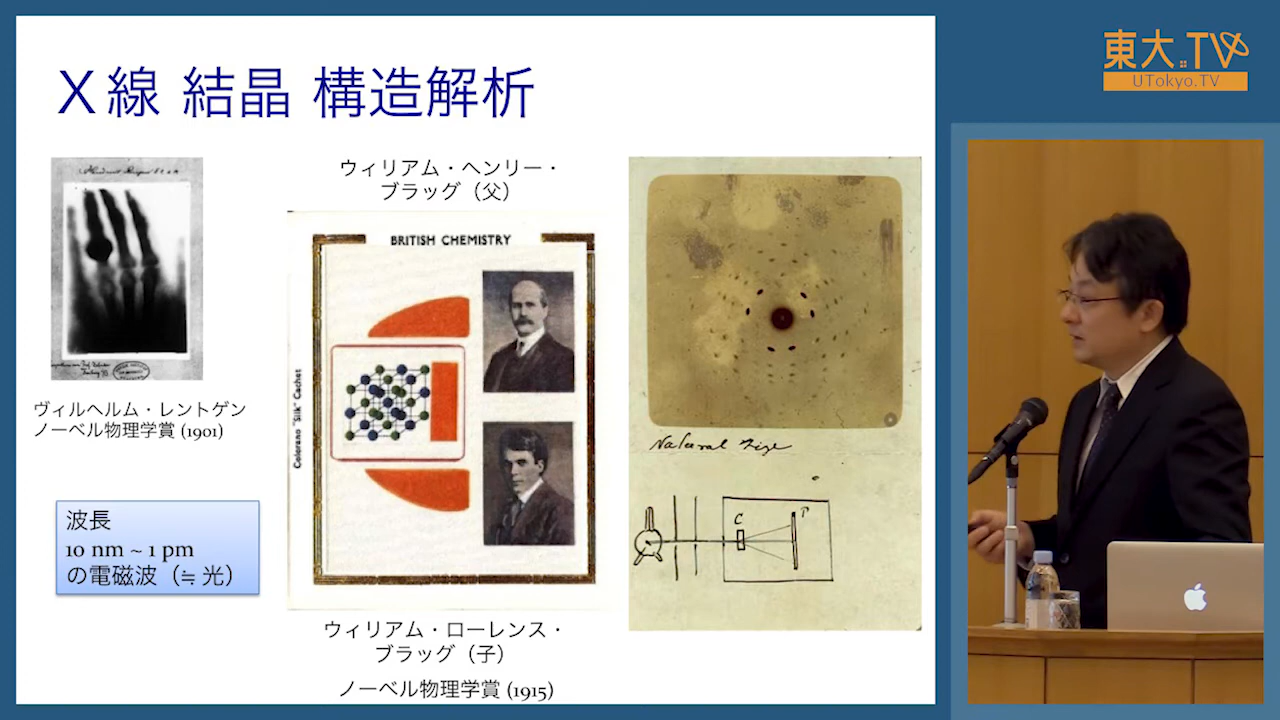 X線 結晶 構造解析
東大.TV
UTokyo.TV
ウィリアム・ヘンリー・
ブラッグ（父）
BRITISH CHEMISTRY
Colorano "Silk" Cachet
ヴィルヘルム・レントゲン
ノーベル物理学賞 (1901)
Natural Size
C
P
波長
10 nm ~ 1 pm
の電磁波（≒ 光）
ウィリアム・ローレンス・
ブラッグ（子）
ノーベル物理学賞 (1915)